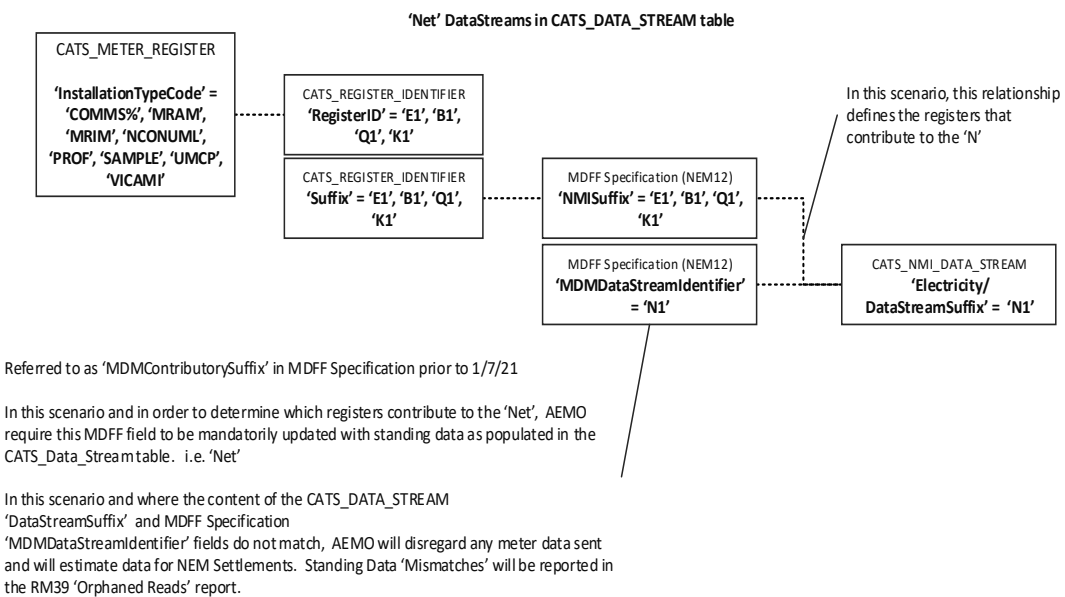 ‘Net’ DataStreams in CATS_DATA_STREAM table
CATS_METER_REGISTER
‘InstallationTypeCode’ =
‘COMMS%’, ‘MRAM’,
‘MRIM’, ‘NCONUML’,
‘PROF’, ‘SAMPLE’, ‘UMCP’,
‘VICAMI’
CATS_REGISTER_IDENTIFIER
‘RegisterID’ = ‘E1’, ‘B1’,
‘Q1’, ‘K1’
CATS_REGISTER_IDENTIFIER
‘Suffix’ = ‘E1’, ‘B1’, ‘Q1’,
‘K1’
MDFF Specification (NEM12)
‘NMISuffix’ = ‘E1’, ‘B1’, ‘Q1’,
‘K1’
MDFF Specification (NEM12)
‘MDMDataStreamIdentifier’
= ‘N1’
In this scenario, this relationship
defines the registers that
contribute to the ‘N’
CATS_NMI_DATA_STREAM
‘Electricity/
DataStreamSuffix’ = ‘N1’
Referred to as ‘MDMContributorySuffix’ in MDFF Specification prior to 1/7/21
In this scenario and in order to determine which registers contribute to the ‘Net’, AEMO
require this MDFF field to be mandatorily updated with standing data as populated in the
CATS_Data_Stream table. i.e. ‘Net’
In this scenario and where the content of the CATS_DATA_STREAM
‘DataStreamSuffix’ and MDFF Specification
‘MDMDataStreamIdentifier’ fields do not match, AEMO will disregard any meter data sent
and will estimate data for NEM Settlements. Standing Data ‘Mismatches’ will be reported in
the RM39 ‘Orphaned Reads’ report.